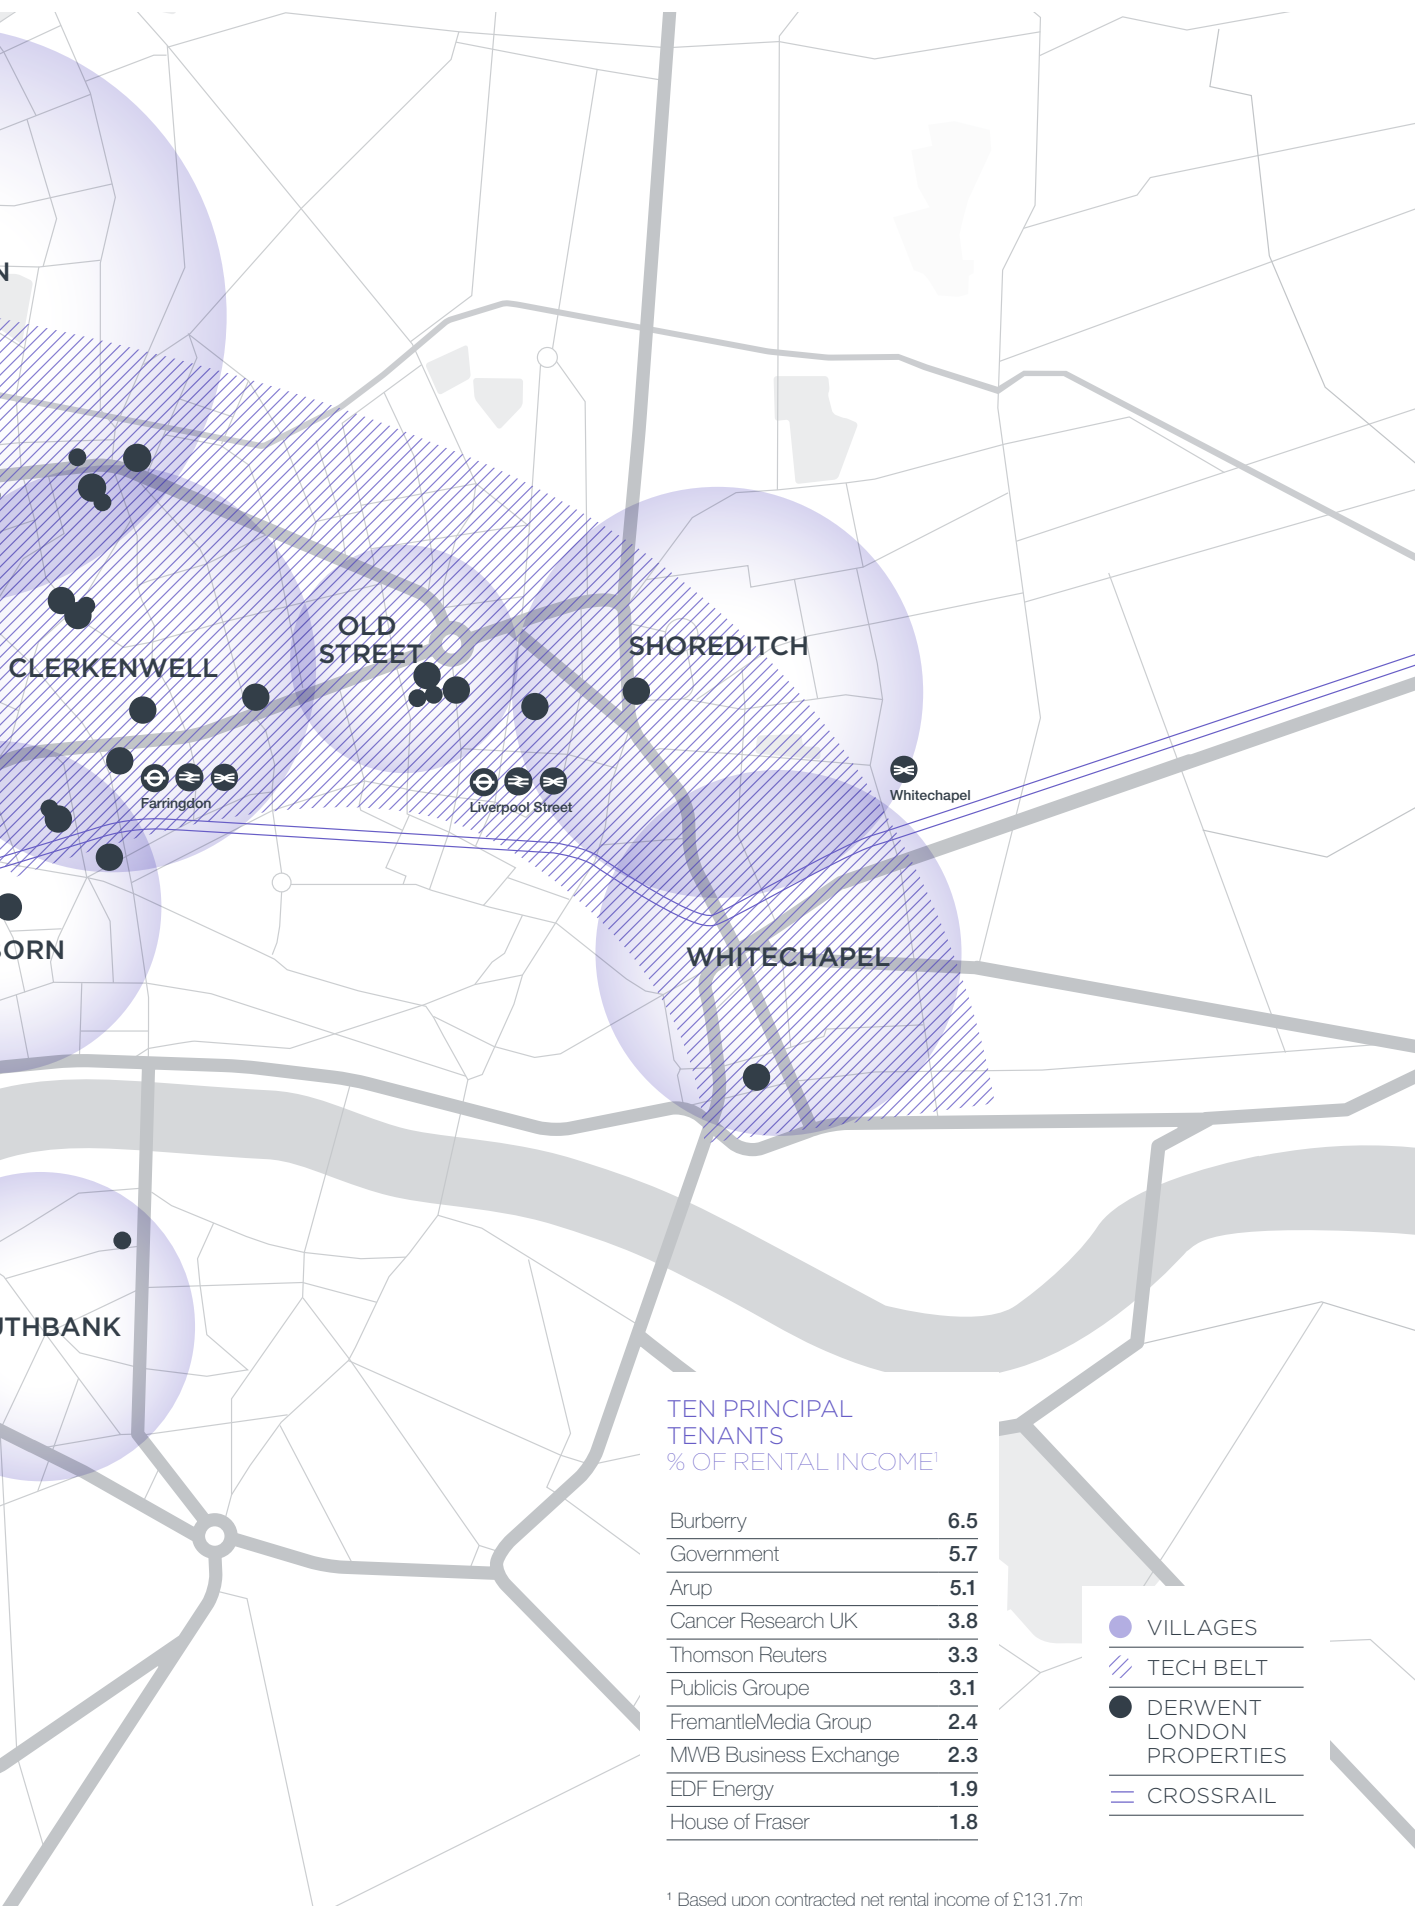 N
CLERKENWELL
OLD
STREET
SHOREDITCH
Farringdon
Liverpool Street
Whitechapel
BORN
WHITECHAPEL
UTHBANK
TEN PRINCIPAL
TENANTS
% OF RENTAL INCOME¹
Burberry 6.5
Government 5.7
Arup 5.1
Cancer Research UK 3.8
Thomson Reuters 3.3
Publicis Groupe 3.1
FremantleMedia Group 2.4
MWB Business Exchange 2.3
EDF Energy 1.9
House of Fraser 1.8
¹ Based upon contracted net rental income of £131.7m
VILLAGES
TECH BELT
DERWENT
LONDON
PROPERTIES
CROSSRAIL